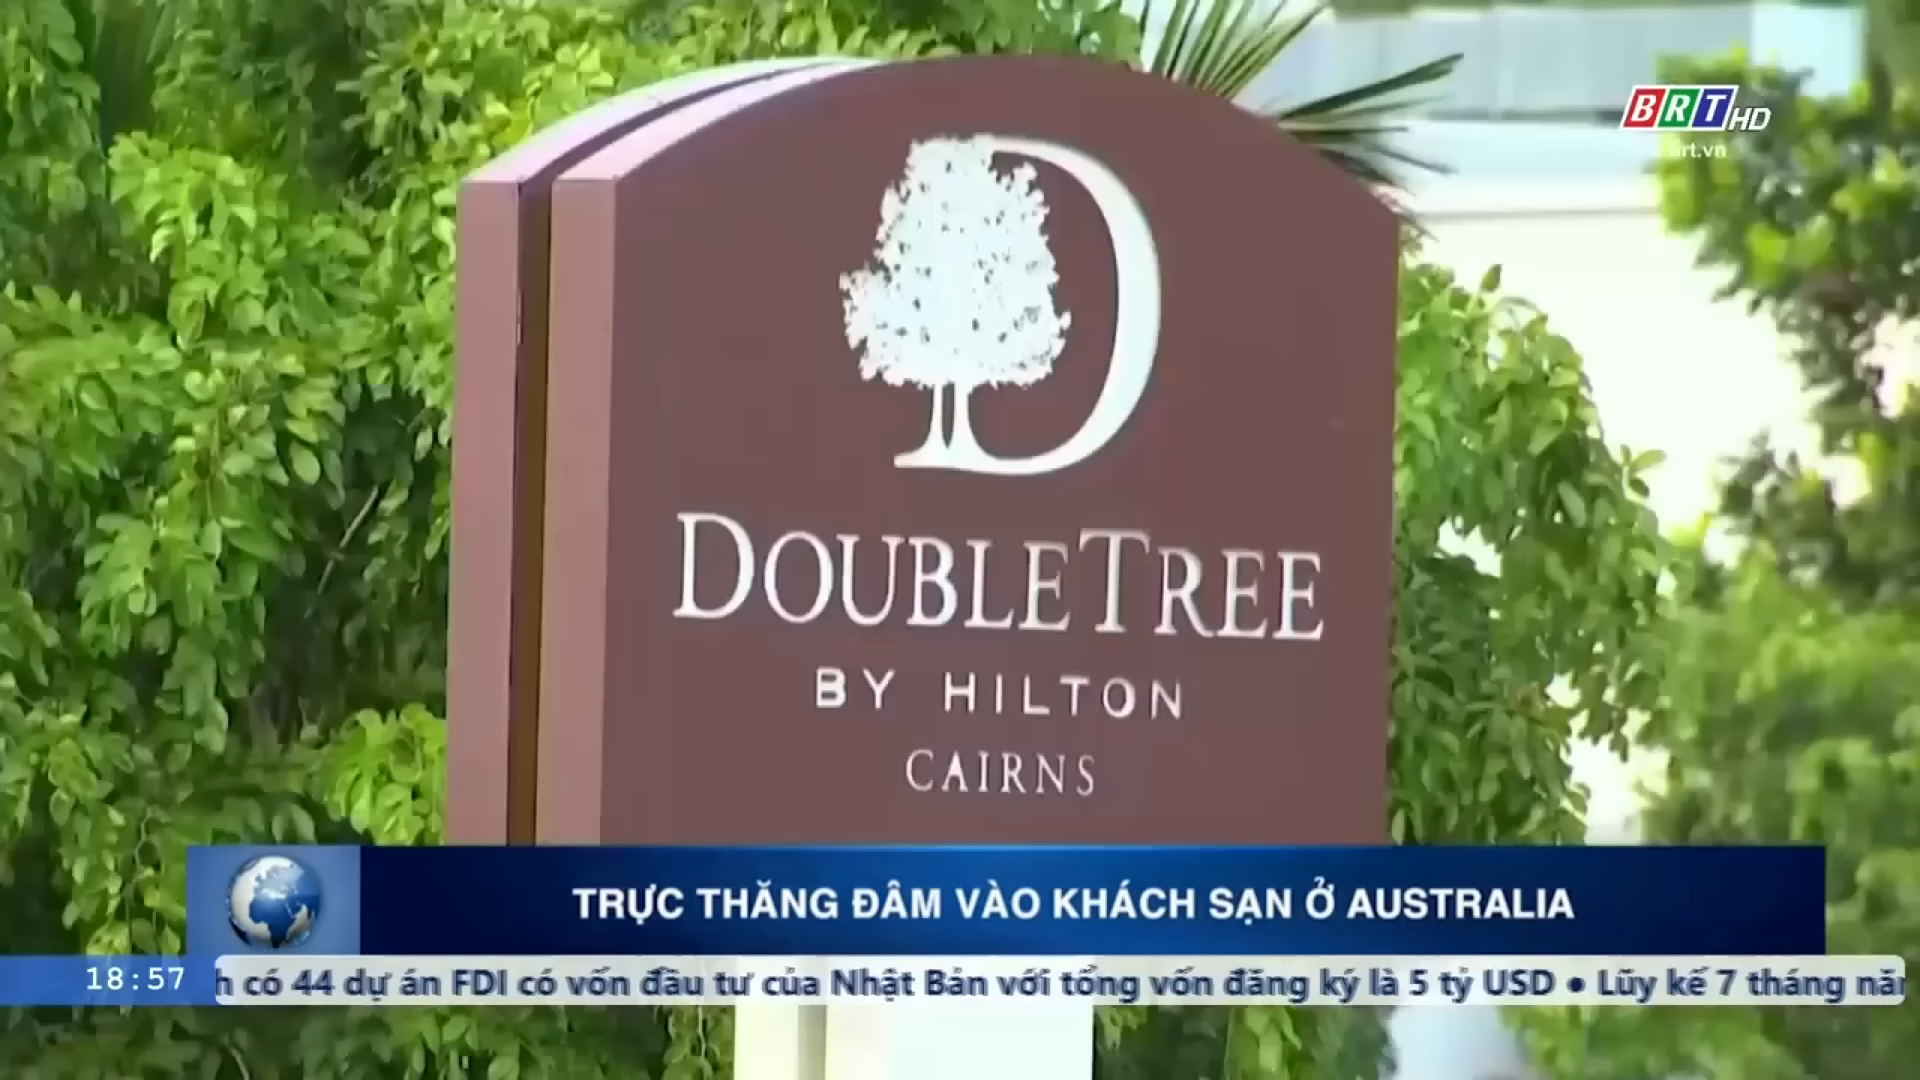 BRT HD
brt.vn
DOUBLETREE
BY HILTON
CAIRNS
TRỰC THĂNG ĐÂM VÀO KHÁCH SẠN Ở AUSTRALIA
18:57
có 44 dự án FDI có vốn đầu tư của Nhật Bản với tổng vốn đăng ký là 5 tỷ USD • Lũy kế 7 tháng